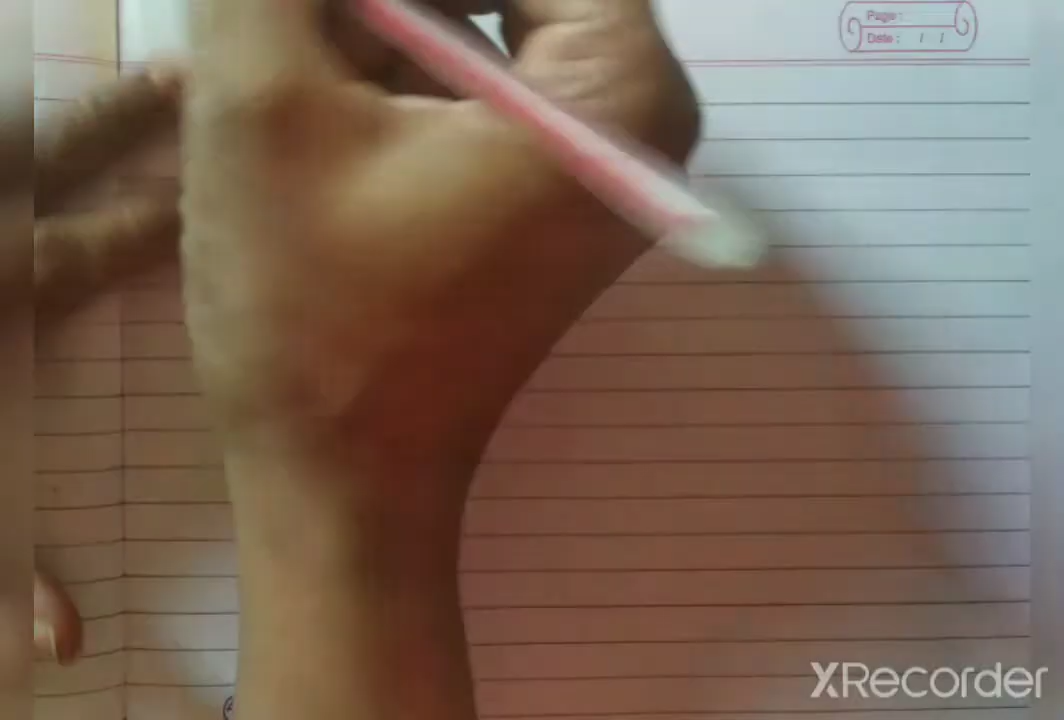 Page :
Date : / /
XRecorder